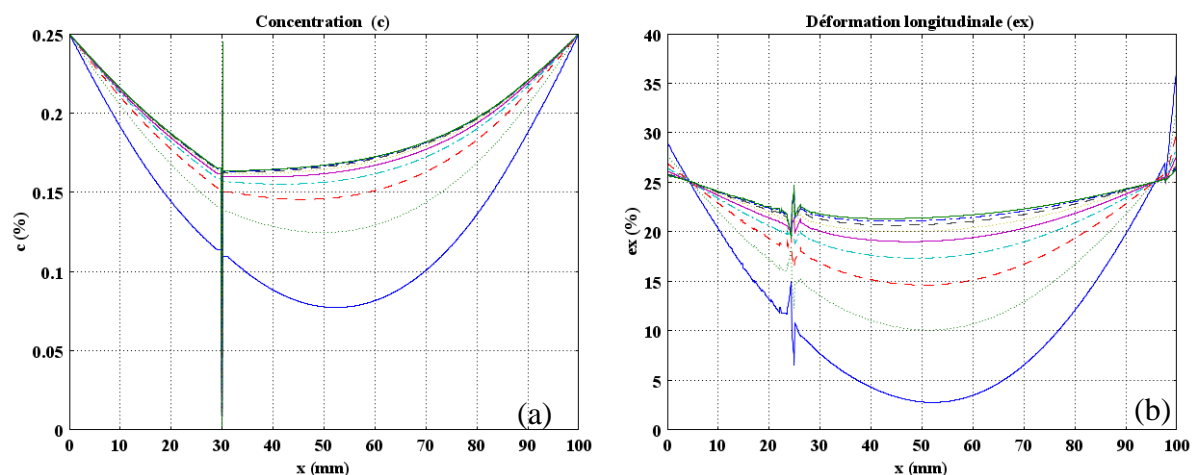 Concentration (c)
0.25
0.2
0.15
0.1
0.05
0
c (%)
0 10 20 30 40 50 60 70 80 90 100
x (mm)
(a)
Déformation longitudinale (ex)
40
35
30
25
20
15
10
5
0
ex (%)
0 10 20 30 40 50 60 70 80 90 100
x (mm)
(b)